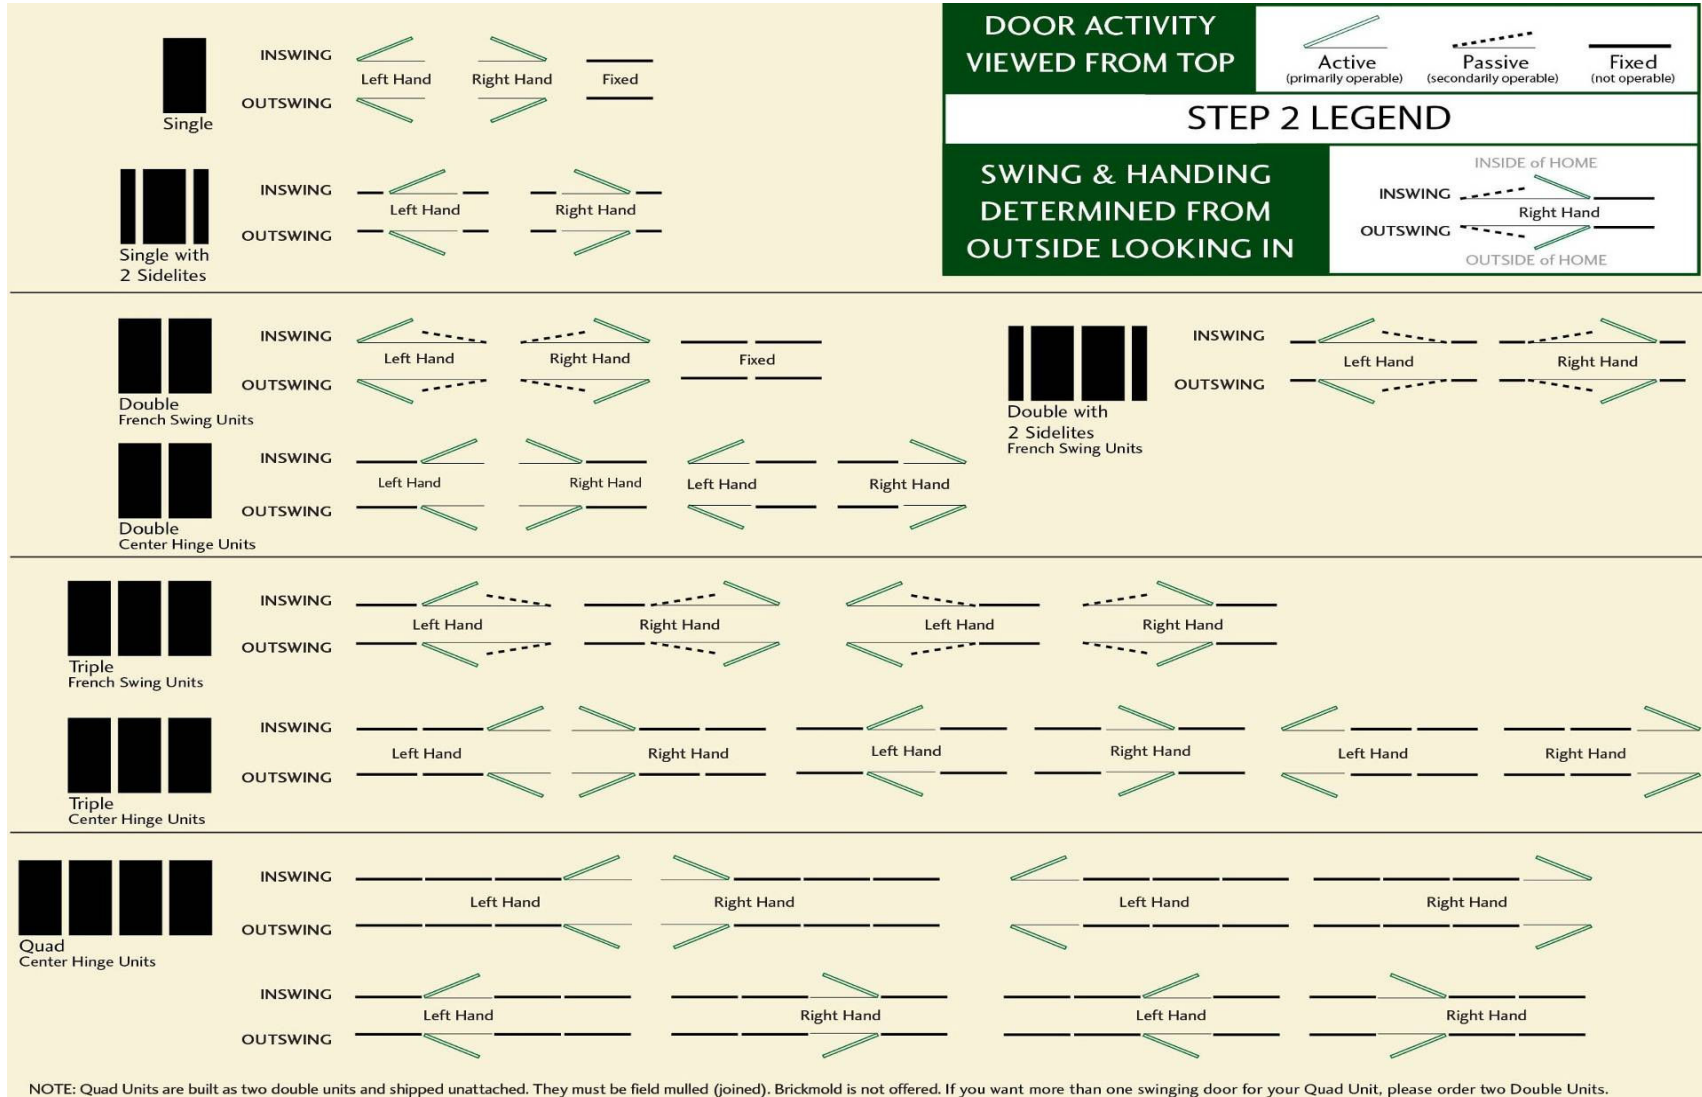 DOOR ACTIVITY
VIEWED FROM TOP
Active
(primarily operable)
Passive
(secondarily operable)
Fixed
(not operable)
STEP 2 LEGEND
SWING & HANDING
DETERMINED FROM
OUTSIDE LOOKING IN
INSIDE of HOME
INSWING
Right Hand
OUTSWING
OUTSIDE of HOME
INSWING
Left Hand Right Hand Fixed
OUTSWING
Single
INSWING
Left Hand Right Hand
OUTSWING
Single with
2 Sidelites
INSWING
Left Hand Right Hand Fixed
OUTSWING
Double
French Swing Units
INSWING
Left Hand Right Hand
OUTSWING
Double with
2 Sidelites
French Swing Units
INSWING
Left Hand Right Hand Left Hand Right Hand
OUTSWING
Double
Center Hinge Units
INSWING
Left Hand Right Hand Left Hand Right Hand
OUTSWING
Triple
French Swing Units
INSWING
Left Hand Right Hand Left Hand Right Hand Left Hand Right Hand
OUTSWING
Triple
Center Hinge Units
INSWING
Left Hand Right Hand Left Hand Right Hand
OUTSWING
Quad
Center Hinge Units
INSWING
Left Hand Right Hand Left Hand Right Hand
OUTSWING
NOTE: Quad Units are built as two double units and shipped unattached. They must be field mulled (joined). Brickmold is not offered. If you want more than one swinging door for your Quad Unit, please order two Double Units.